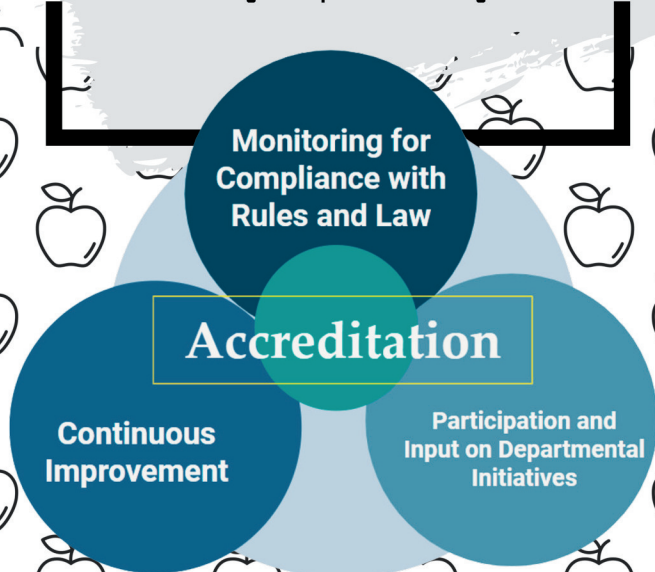 Monitoring for
Compliance with
Rules and Law
Accreditation
Continuous
Improvement
Participation and
Input on Departmental
Initiatives